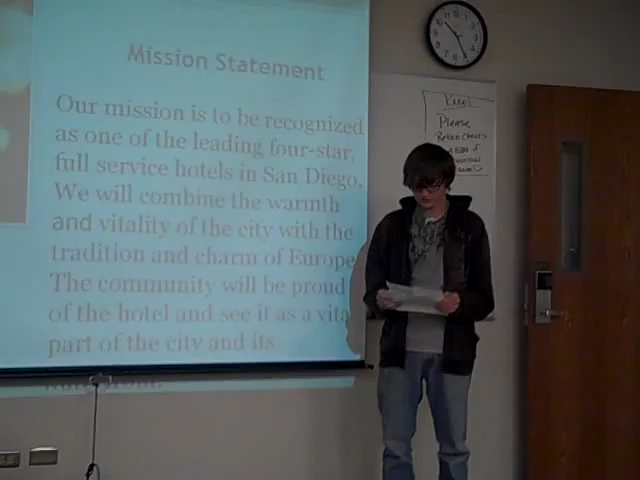 Mission Statement
Our mission is to be recognized
as one of the leading four-star,
full service hotels in San Diego.
We will combine the warmth
and vitality of the city with the
tradition and charm of Europe
The community will be proud
of the hotel and see it as a vita
part of the city and its
Please
Return Chairs